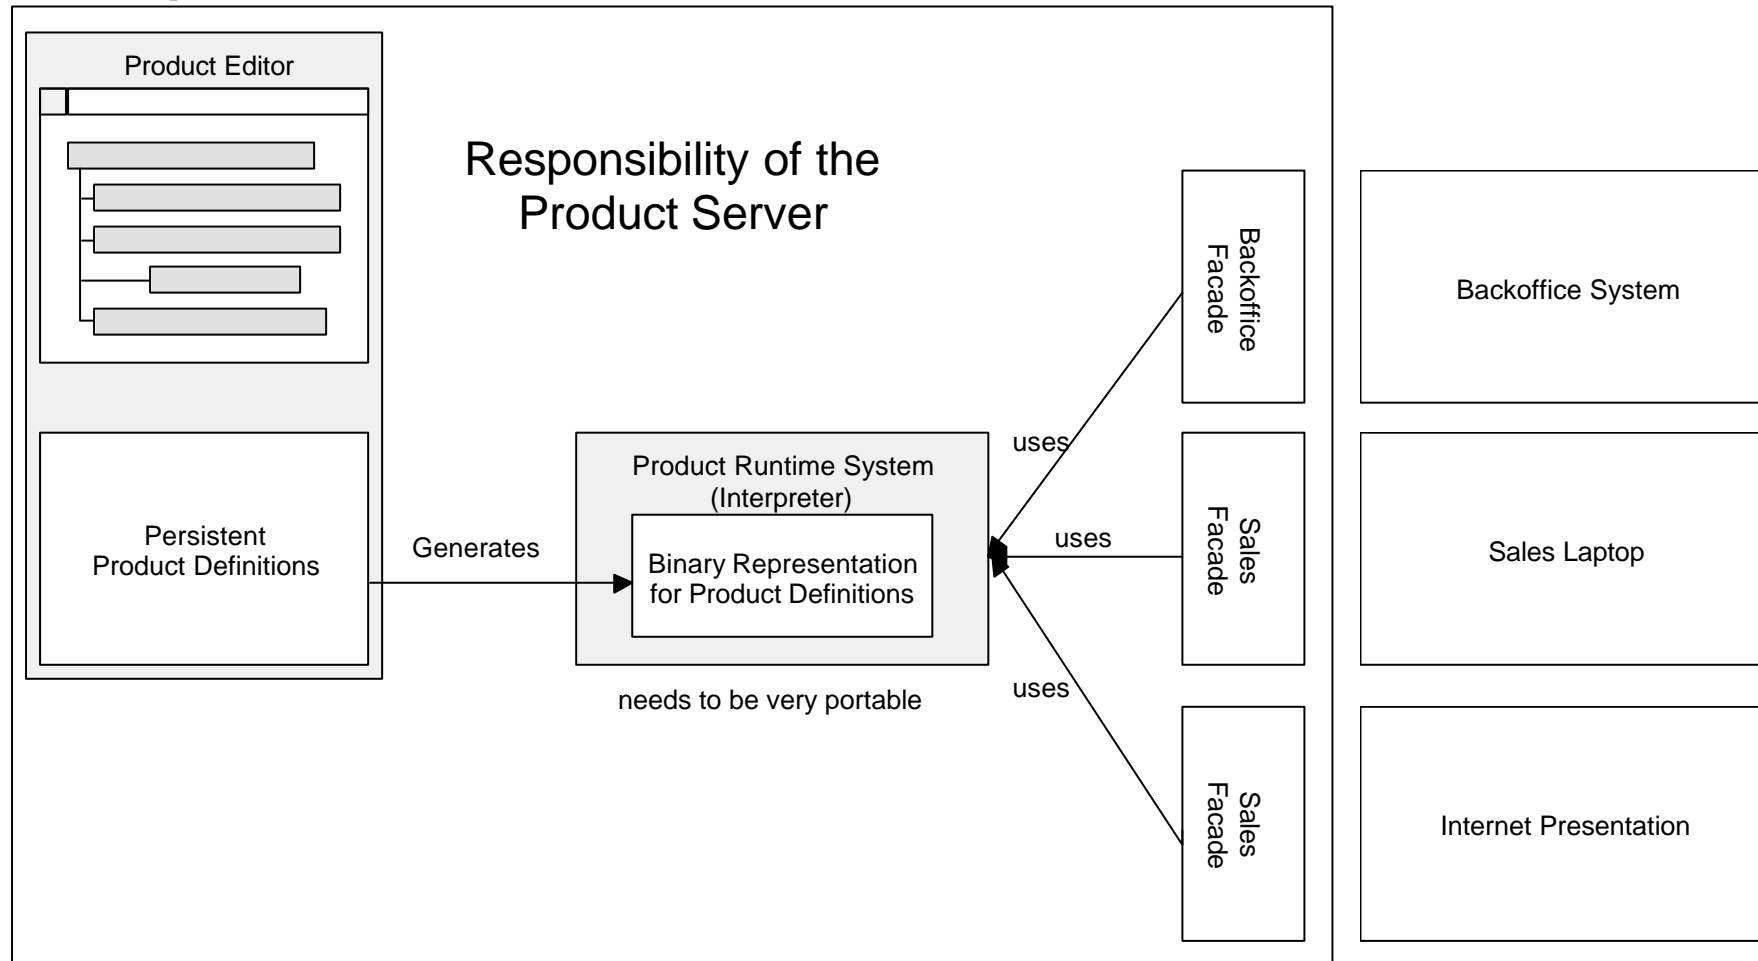 Product Editor
Responsibility of the
Product Server
Backoffice
Facade
Backoffice System
Persistent
Product Definitions
Generates
Product Runtime System
(Interpreter)
Binary Representation
for Product Definitions
needs to be very portable
uses
uses
uses
Sales
Facade
Sales Laptop
Sales
Facade
Internet Presentation